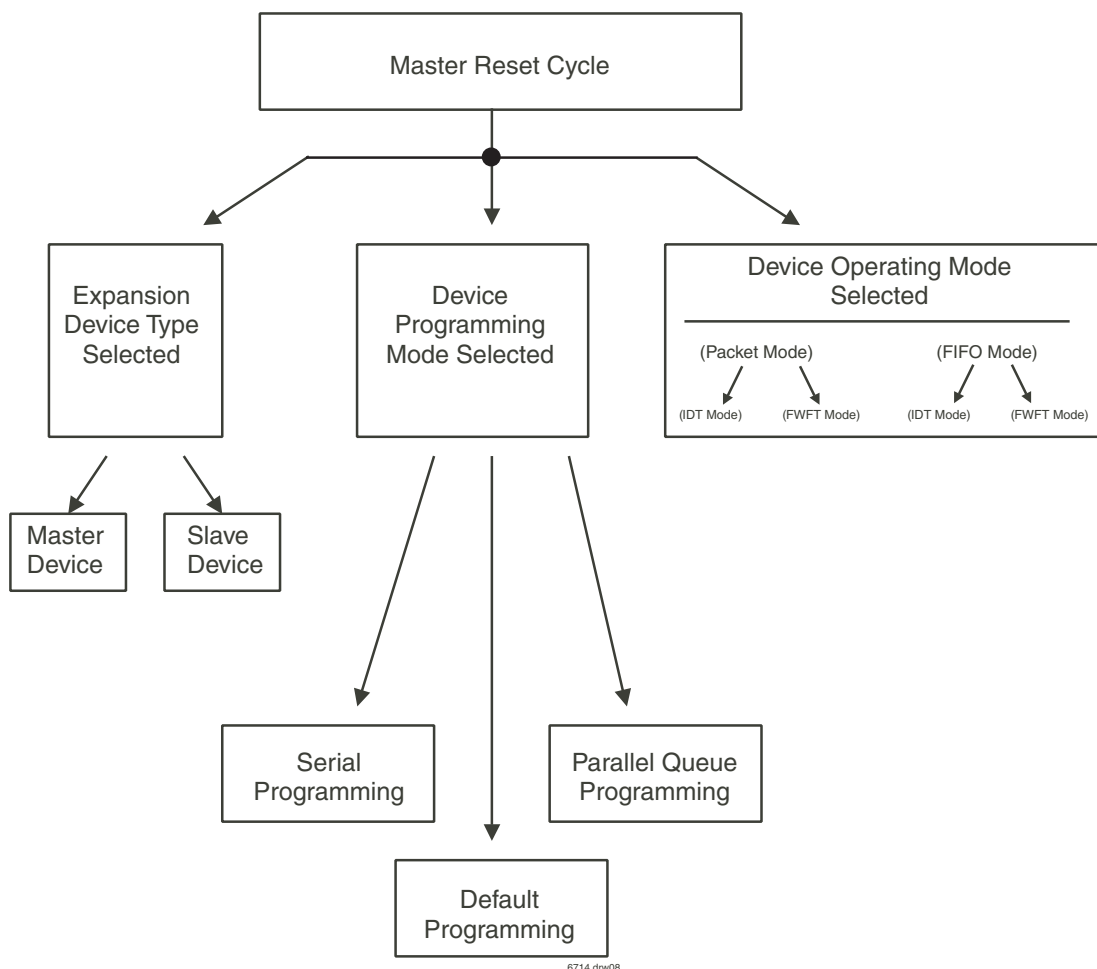 Master Reset Cycle
Expansion
Device Type
Selected
Device
Programming
Mode Selected
Device Operating Mode
Selected
(Packet Mode)
(FIFO Mode)
(IDT Mode)
(FWFT Mode)
(IDT Mode)
(FWFT Mode)
Master
Device
Slave
Device
Serial
Programming
Parallel Queue
Programming
Default
Programming
6714 drw08